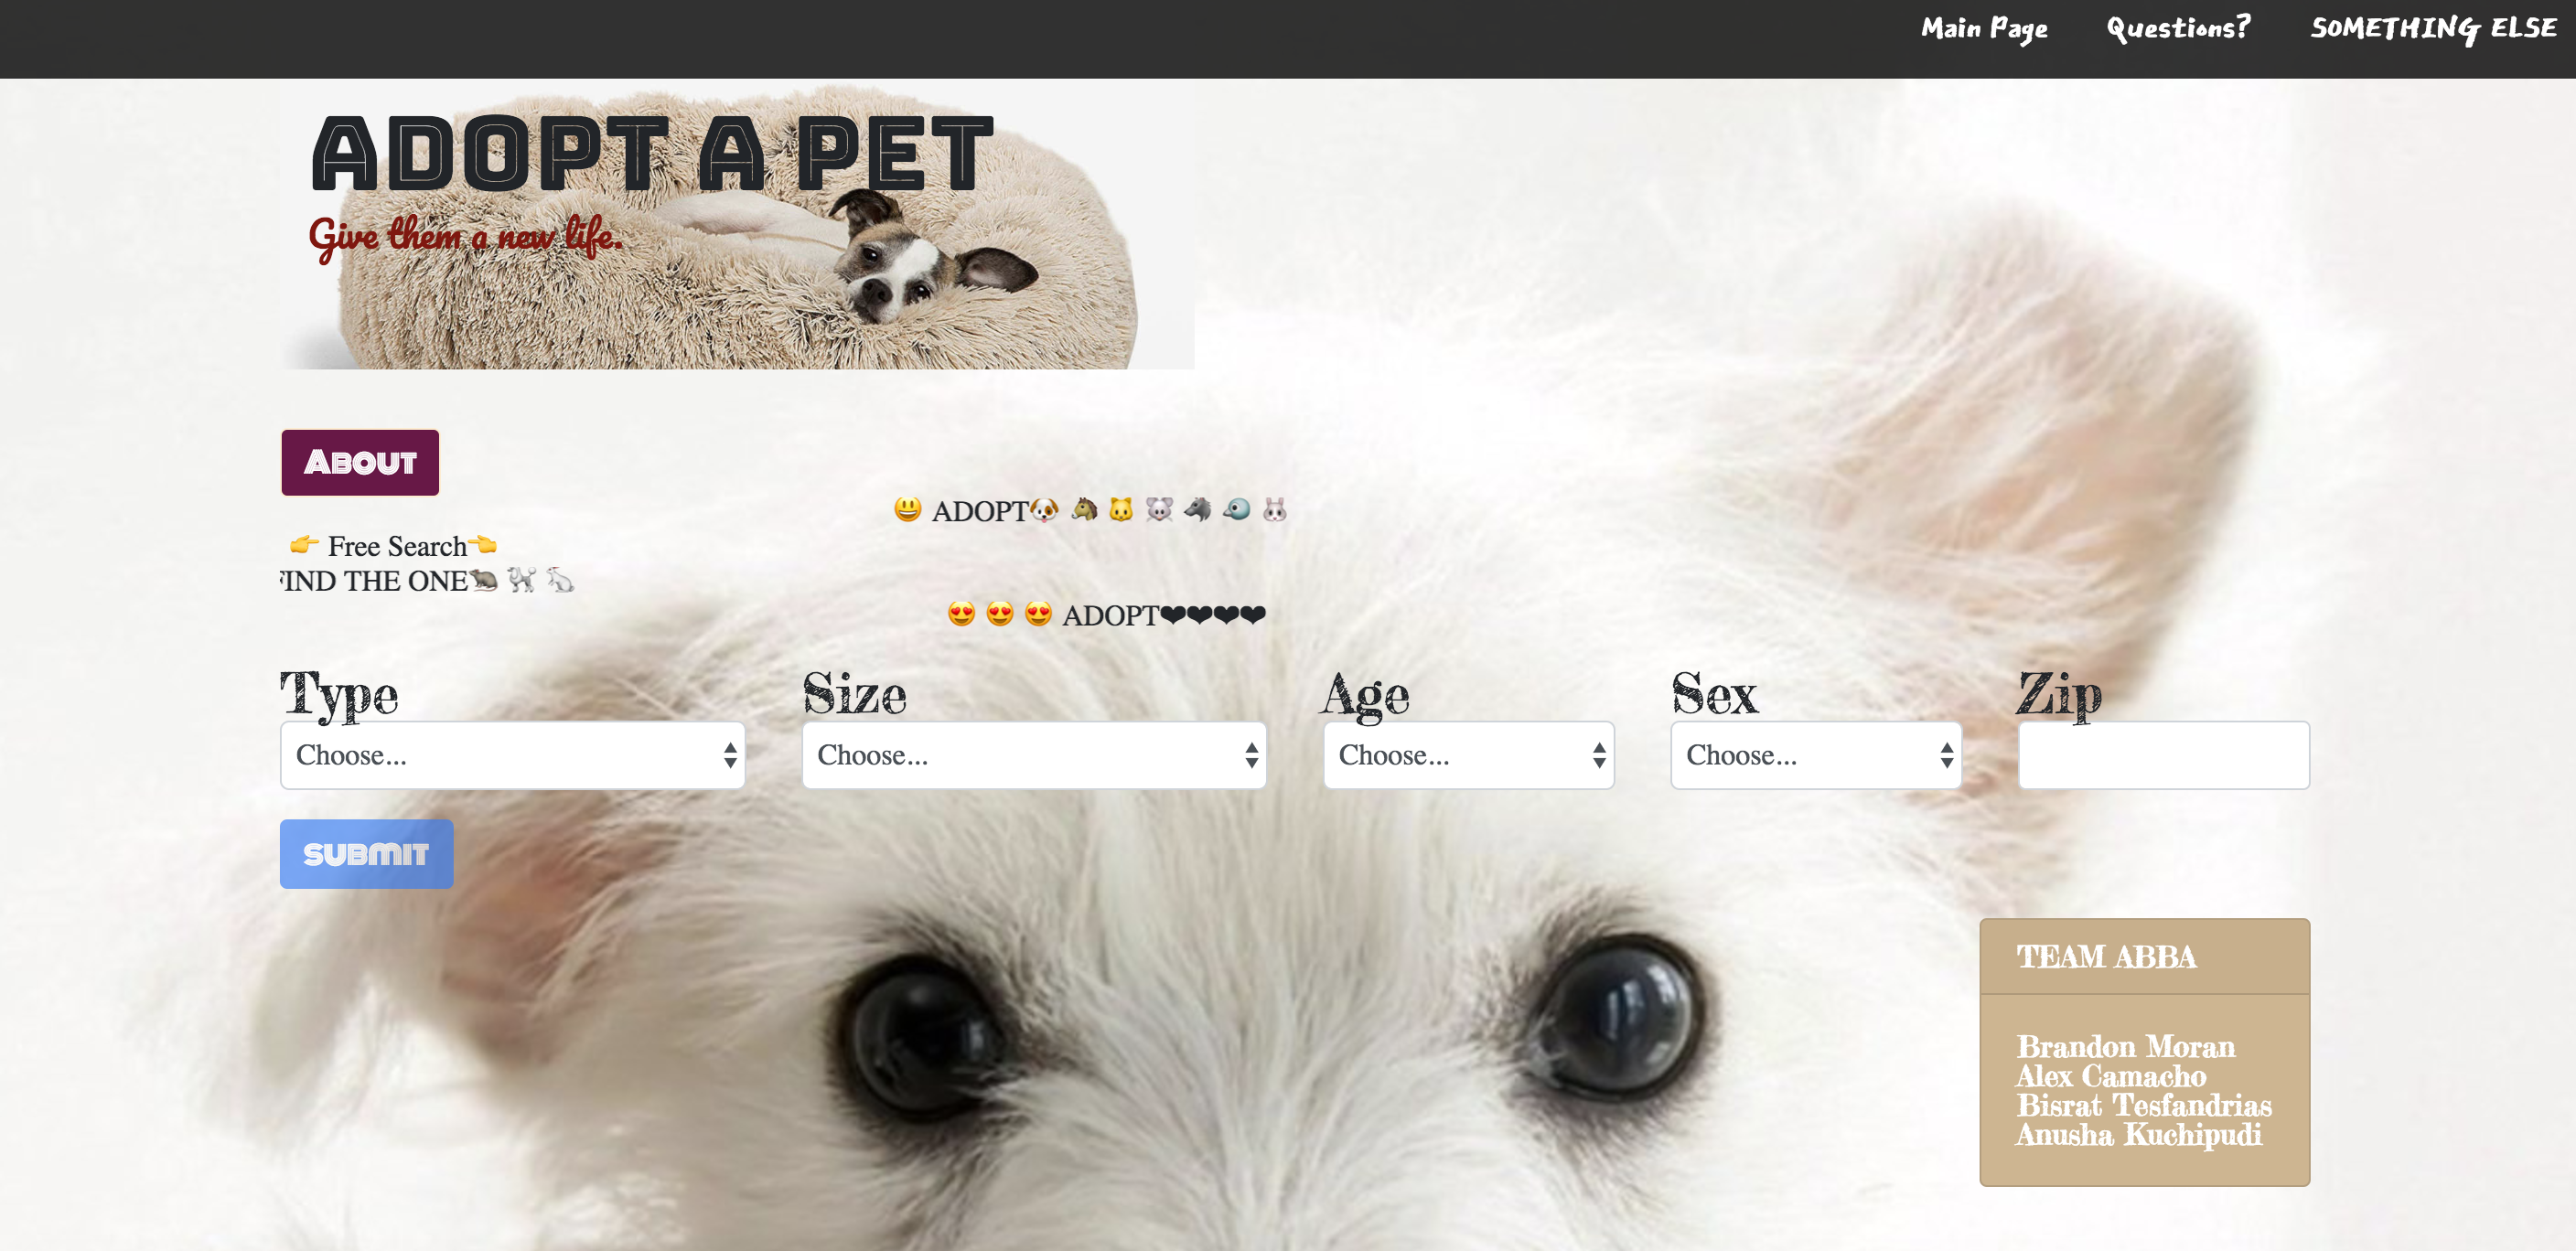 Main Page Questions? SOMETHING ELSE
ADOPT A PET
Give them a new life.
ABOUT
😃 ADOPT🐶 🐴 🐱 🐭 🐺 🐦 🐰
👉 Free Search👈
FIND THE ONE🐀 🐩 🐇
😍 😍 😍 ADOPT❤❤❤❤
Type Size Age Sex Zip
Choose... Choose... Choose... Choose...
SUBMIT
TEAM ABBA
Brandon Moran
Alex Camacho
Bisrat Tesfandrias
Anusha Kuchipudi